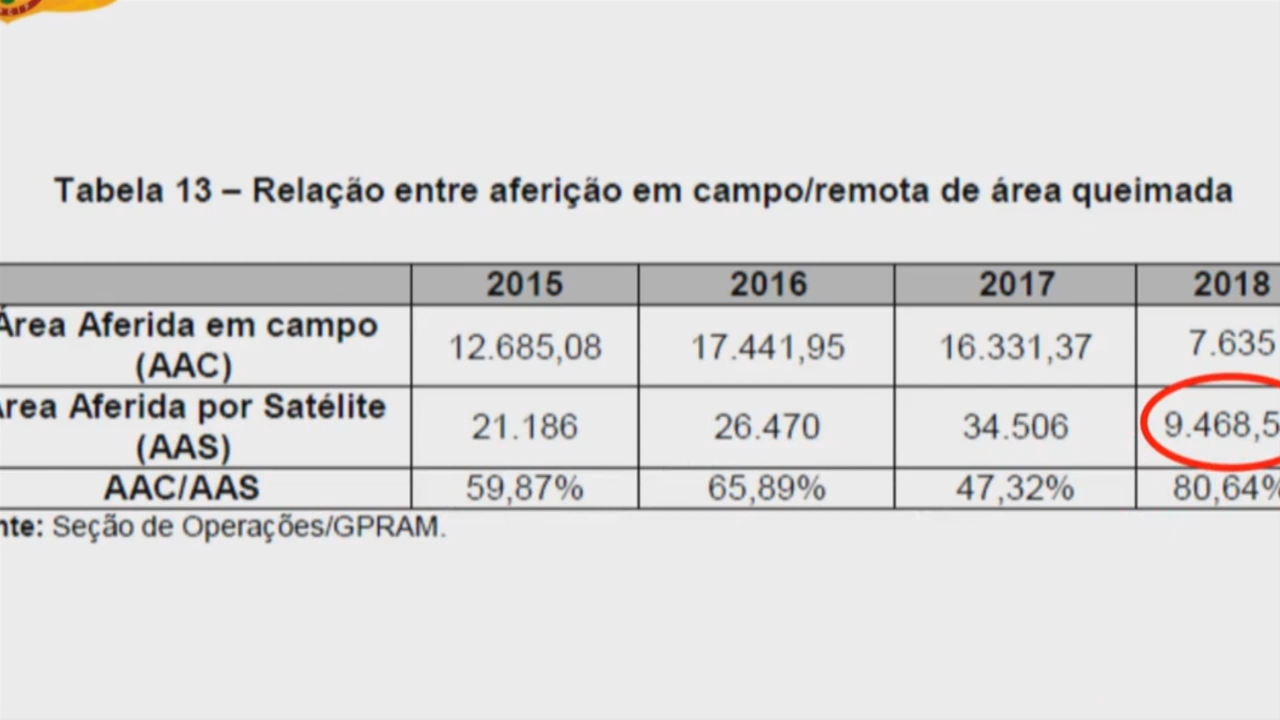 Tabela 13 – Relação entre aferição em campo/remota de área queimada
2015 2016 2017 2018
Área Aferida em campo (AAC) 12.685,08 17.441,95 16.331,37 7.635
Área Aferida por Satélite (AAS) 21.186 26.470 34.506 9.468,5
AAC/AAS 59,87% 65,89% 47,32% 80,64%
nte: Seção de Operações/GPRAM.